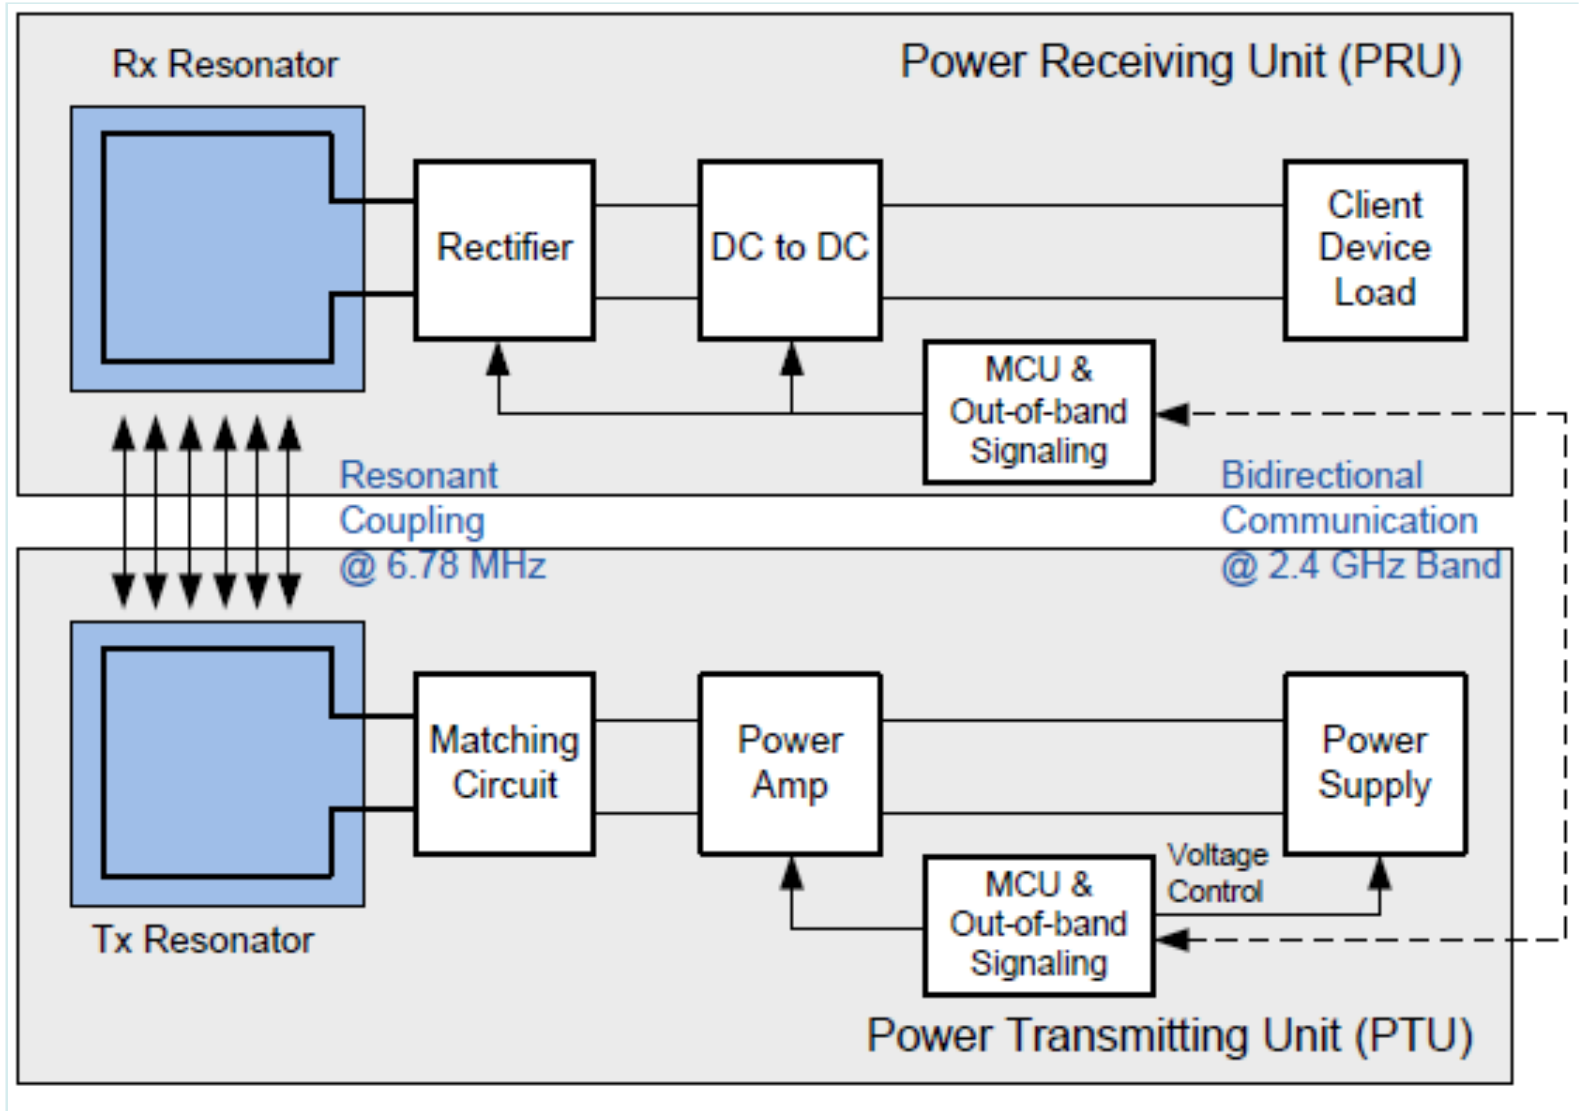 Rx Resonator
Power Receiving Unit (PRU)
Rectifier
DC to DC
Client
Device
Load
MCU &
Out-of-band
Signaling
Resonant
Coupling
@ 6.78 MHz
Bidirectional
Communication
@ 2.4 GHz Band
Matching
Circuit
Power
Amp
Power
Supply
MCU &
Out-of-band
Signaling
Voltage
Control
Tx Resonator
Power Transmitting Unit (PTU)